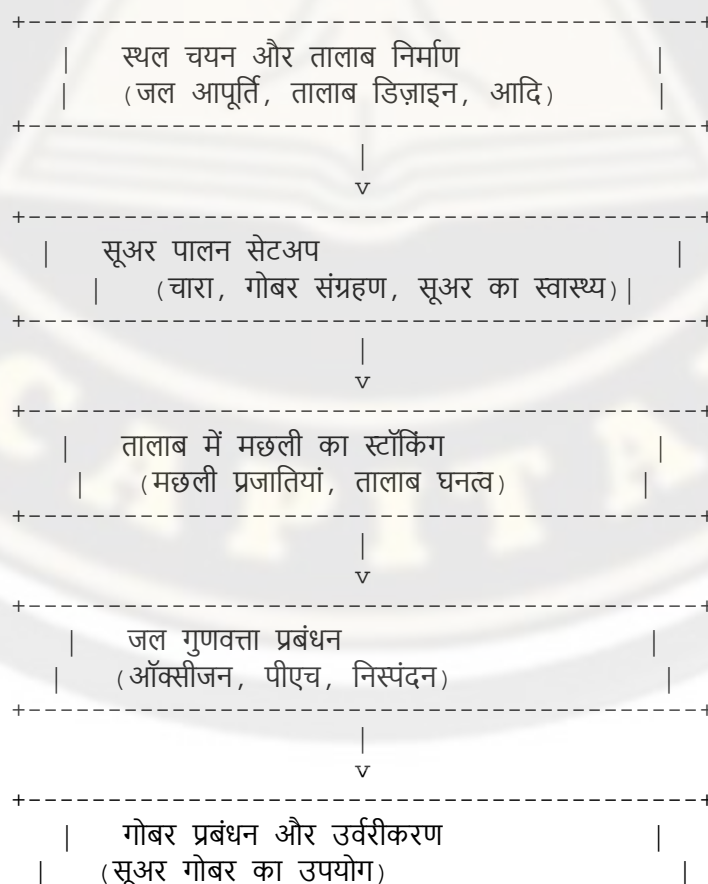 स्थल चयन और तालाब निर्माण
(जल आपूर्ति, तालाब डिज़ाइन, आदि)
सूअर पालन सेटअप
(चारा, गोबर संग्रहण, सूअर का स्वास्थ्य)
तालाब में मछली का स्टॉकिंग
(मछली प्रजातियां, तालाब घनत्व)
जल गुणवत्ता प्रबंधन
(ऑक्सीजन, पीएच, निस्पंदन)
गोबर प्रबंधन और उर्वरीकरण
(सूअर गोबर का उपयोग)